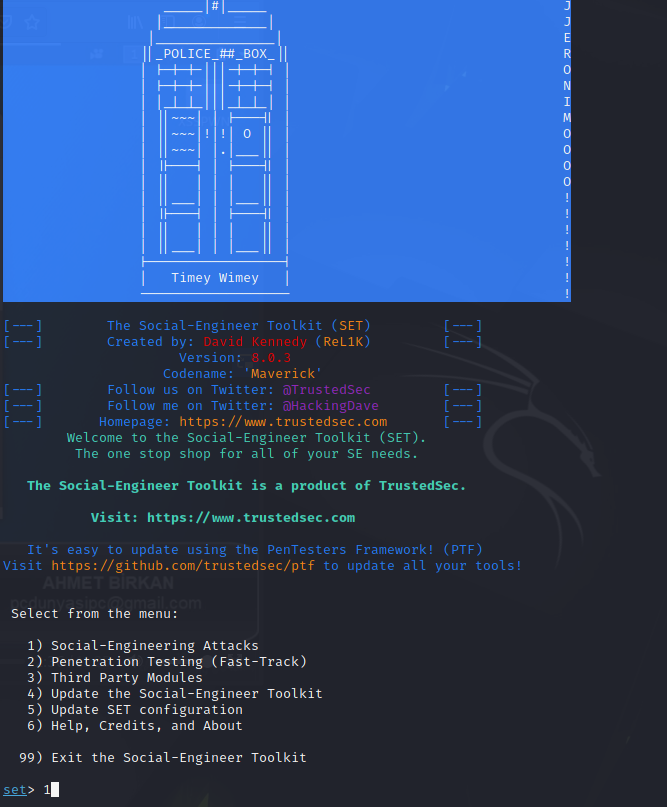 _POLICE_##_BOX_
Timey Wimey
J
J
E
R
O
N
I
M
O
O
O
O
!
!
!
!
!
!
!
[---] The Social-Engineer Toolkit (SET) [---]
[---] Created by: David Kennedy (ReL1K) [---]
Version: 8.0.3
Codename: 'Maverick'
[---] Follow us on Twitter: @TrustedSec [---]
[---] Follow me on Twitter: @HackingDave [---]
[---] Homepage: https://www.trustedsec.com [---]
Welcome to the Social-Engineer Toolkit (SET).
The one stop shop for all of your SE needs.
The Social-Engineer Toolkit is a product of TrustedSec.
Visit: https://www.trustedsec.com
It's easy to update using the PenTesters Framework! (PTF)
Visit https://github.com/trustedsec/ptf to update all your tools!
AHMET BIRKAN
pcdunyasipc@gmail.com
Select from the menu:
1) Social-Engineering Attacks
2) Penetration Testing (Fast-Track)
3) Third Party Modules
4) Update the Social-Engineer Toolkit
5) Update SET configuration
6) Help, Credits, and About
99) Exit the Social-Engineer Toolkit
set> 1